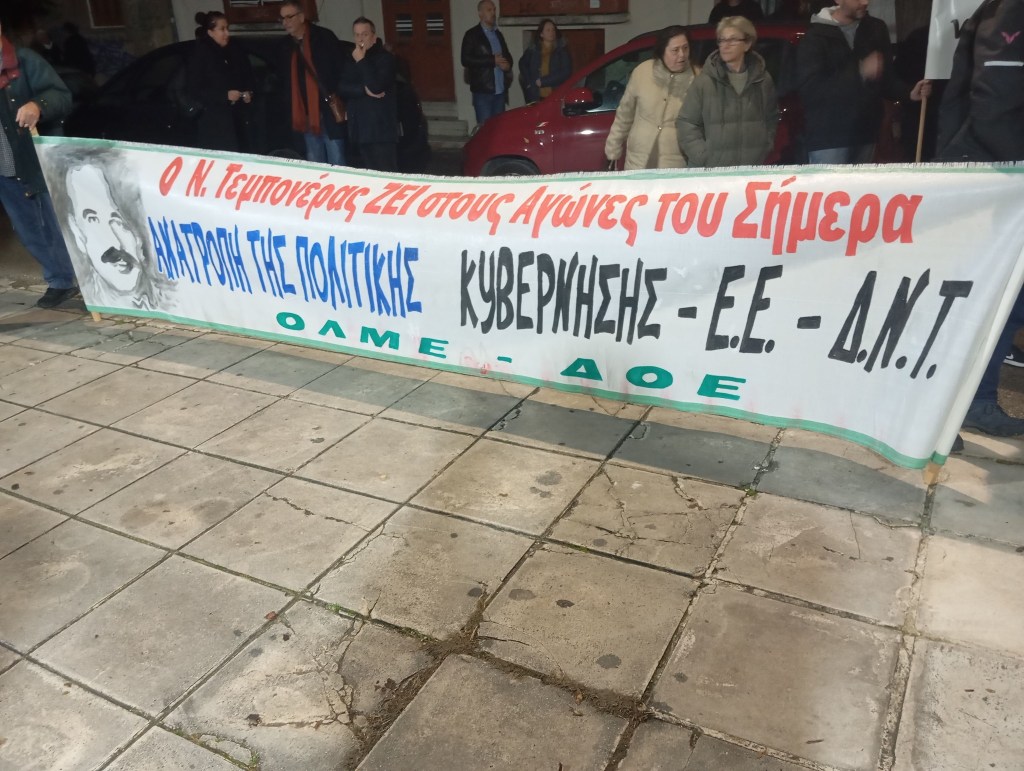 Ο Ν. Τεμπονέρας ΖΕΙ στους Αγώνες του Σήμερα
ΑΝΑΤΡΟΠΗ ΤΗΣ ΠΟΛΙΤΙΚΗΣ ΚΥΒΕΡΝΗΣΗΣ - Ε.Ε. - Δ.Ν.Τ.
ΟΛΜΕ - ΔΟΕ